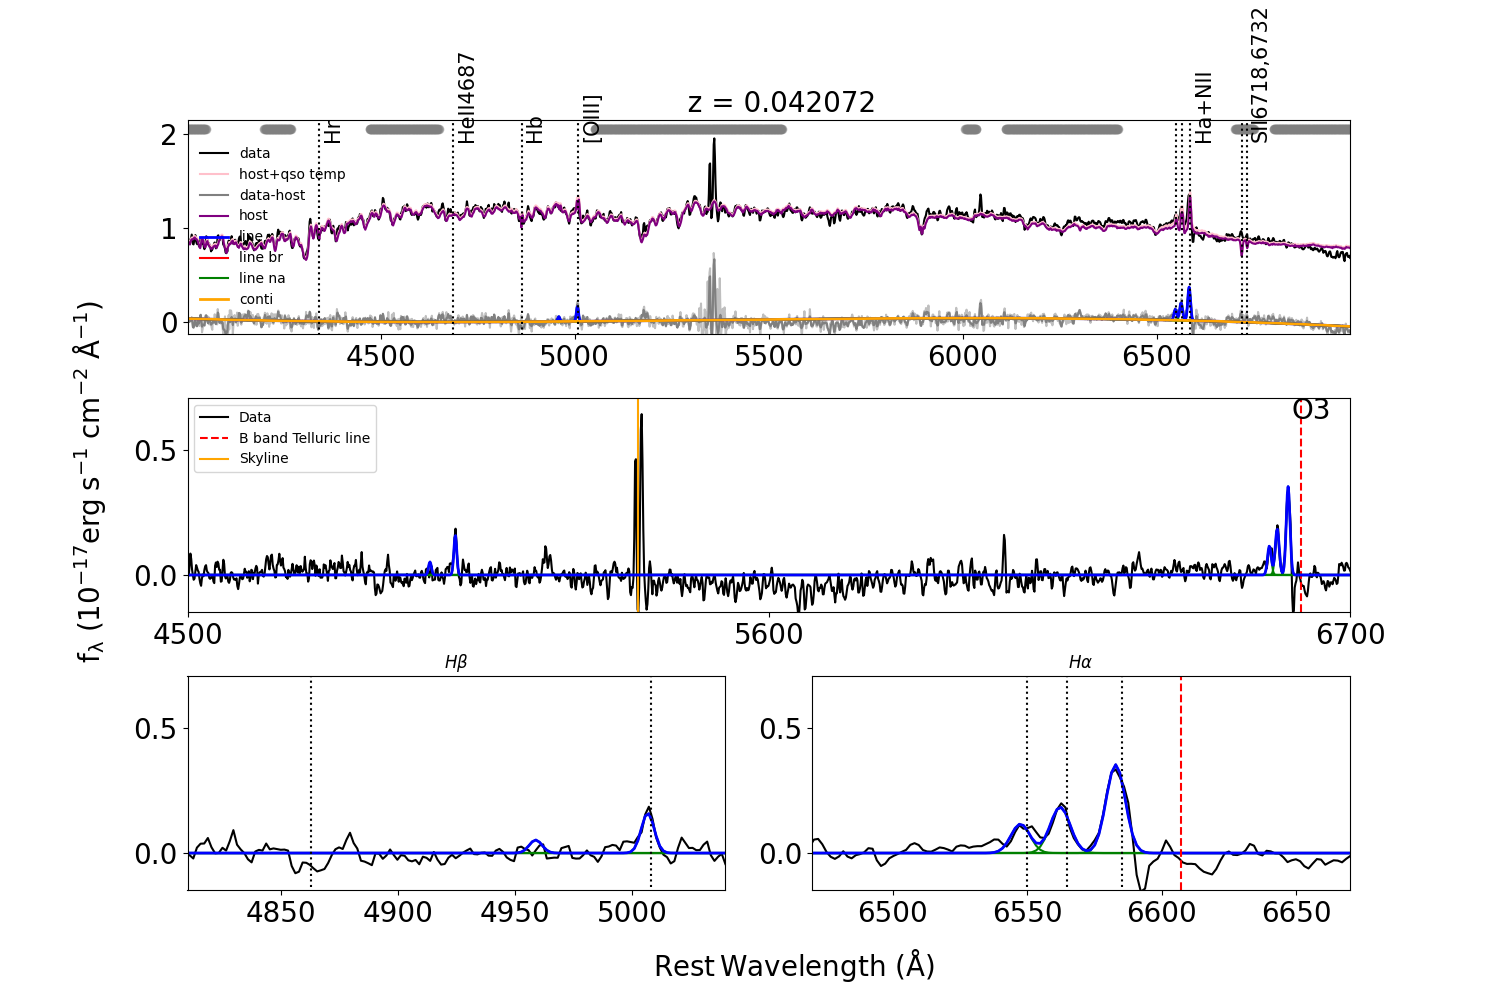 z = 0.042072
Hr
HeII4687
Hb
[OIII]
Ha+NII
SII6718,6732
2
1
0
data
host+qso temp
data-host
host
line
line br
line na
conti
4500 5000 5500 6000 6500
f_λ (10^−17 erg s^−1 cm^−2 Å^−1)
0.5
0.0
Data
B band Telluric line
Skyline
O3
4500 5600 6700
Hβ
Hα
0.5
0.0
4850 4900 4950 5000
0.5
0.0
6500 6550 6600 6650
Rest Wavelength (Å)